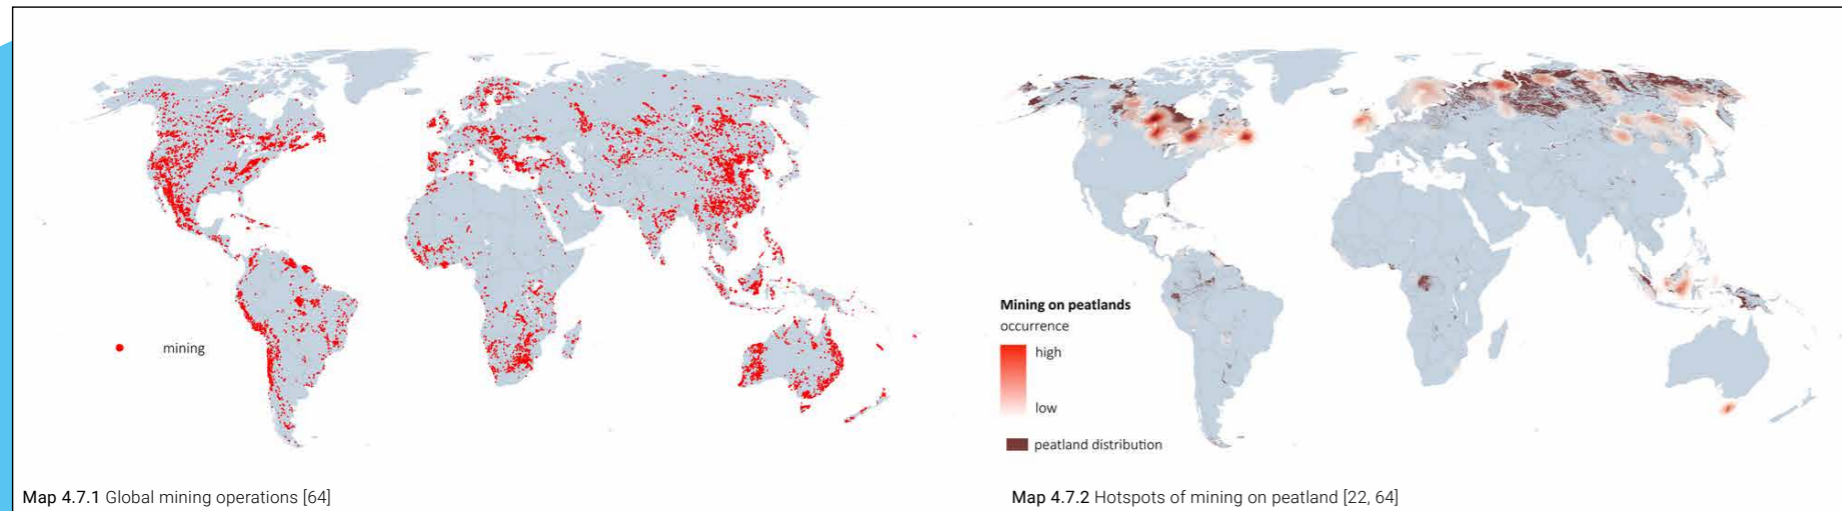 mining
Map 4.7.1 Global mining operations [64]
Mining on peatlands
occurrence
high
low
peatland distribution
Map 4.7.2 Hotspots of mining on peatland [22, 64]